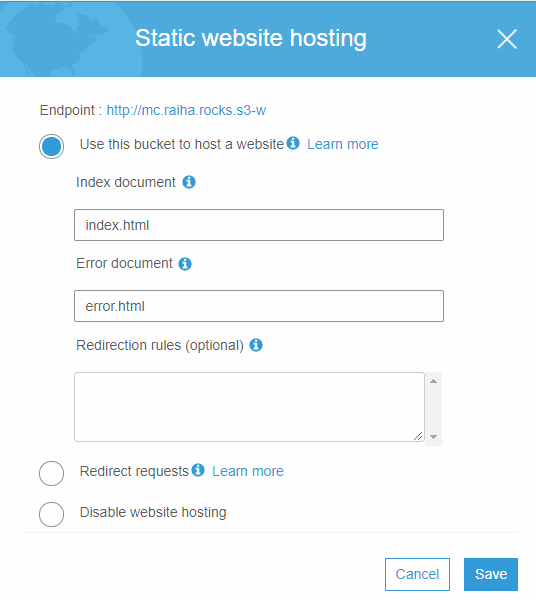 Static website hosting
Endpoint : http://mc.raiha.rocks.s3-w
Use this bucket to host a website Learn more
Index document
index.html
Error document
error.html
Redirection rules (optional)
Redirect requests Learn more
Disable website hosting
Cancel Save